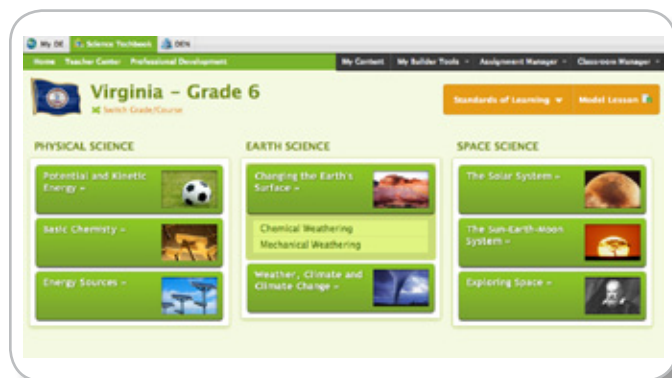 My DE Science Techbook DEN
Home Teacher Center Professional Development My Content My Builder Tools Assignment Manager Classroom Manager
Virginia – Grade 6
Switch Grade/Course
Standards of Learning Model Lesson
PHYSICAL SCIENCE
Potential and Kinetic
Energy
Basic Chemistry
Energy Sources
EARTH SCIENCE
Changing the Earth's
Surface
Chemical Weathering
Mechanical Weathering
Weather, Climate and
Climate Change
SPACE SCIENCE
The Solar System
The Sun-Earth-Moon
System
Exploring Space